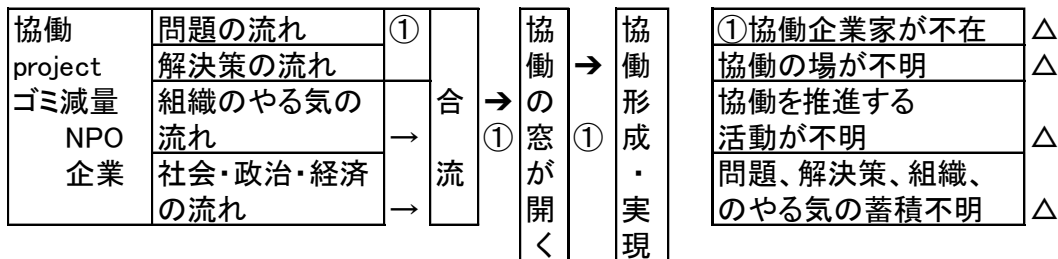 協働
project
ゴミ減量
NPO
企業
問題の流れ ①
解決策の流れ
組織のやる気の
流れ →
社会・政治・経済
の流れ →
合流
➔
①
協働の窓が開く
➔
①
協働形成・実現
①協働企業家が不在 △
協働の場が不明 △
協働を推進する
活動が不明 △
問題、解決策、組織、
のやる気の蓄積不明 △